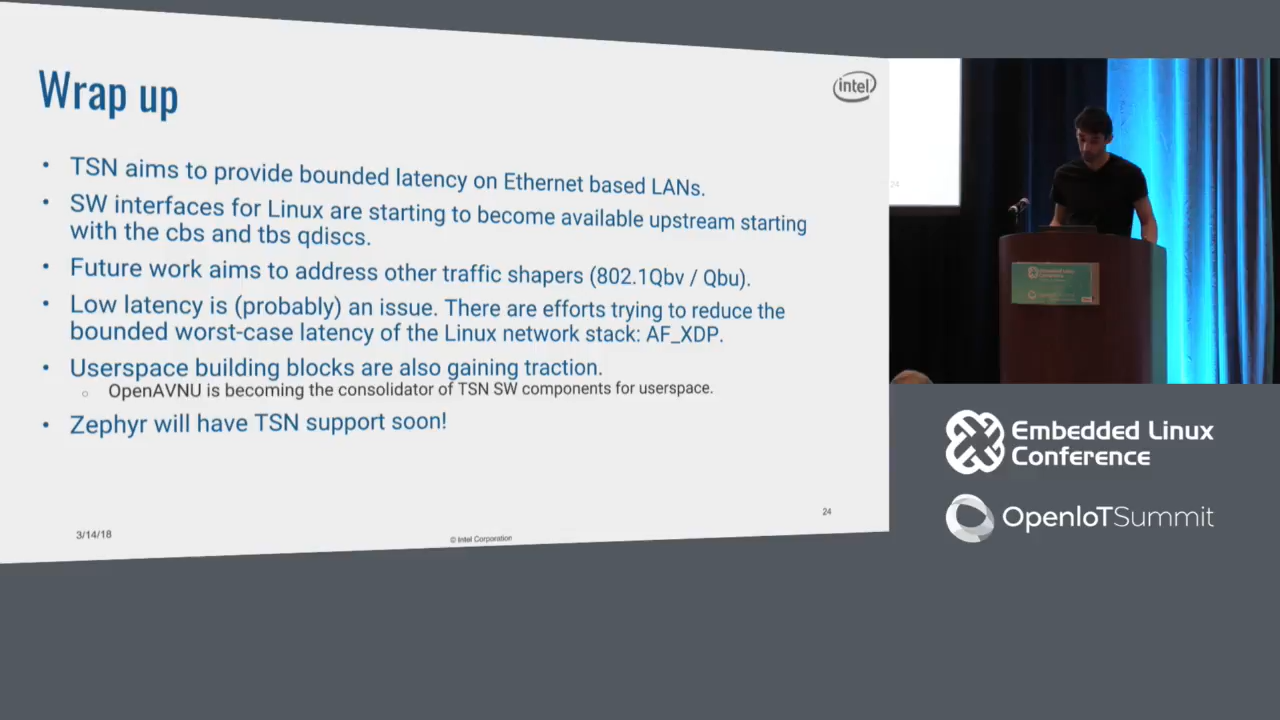 Wrap up
intel
• TSN aims to provide bounded latency on Ethernet based LANs.
• SW interfaces for Linux are starting to become available upstream starting
with the cbs and tbs qdiscs.
• Future work aims to address other traffic shapers (802.1Qbv / Qbu).
• Low latency is (probably) an issue. There are efforts trying to reduce the
bounded worst-case latency of the Linux network stack: AF_XDP.
• Userspace building blocks are also gaining traction.
○ OpenAVNU is becoming the consolidator of TSN SW components for userspace.
• Zephyr will have TSN support soon!
3/14/18
© Intel Corporation
24
24
Embedded Linux
Conference
Embedded Linux
Conference
OpenIoTSummit